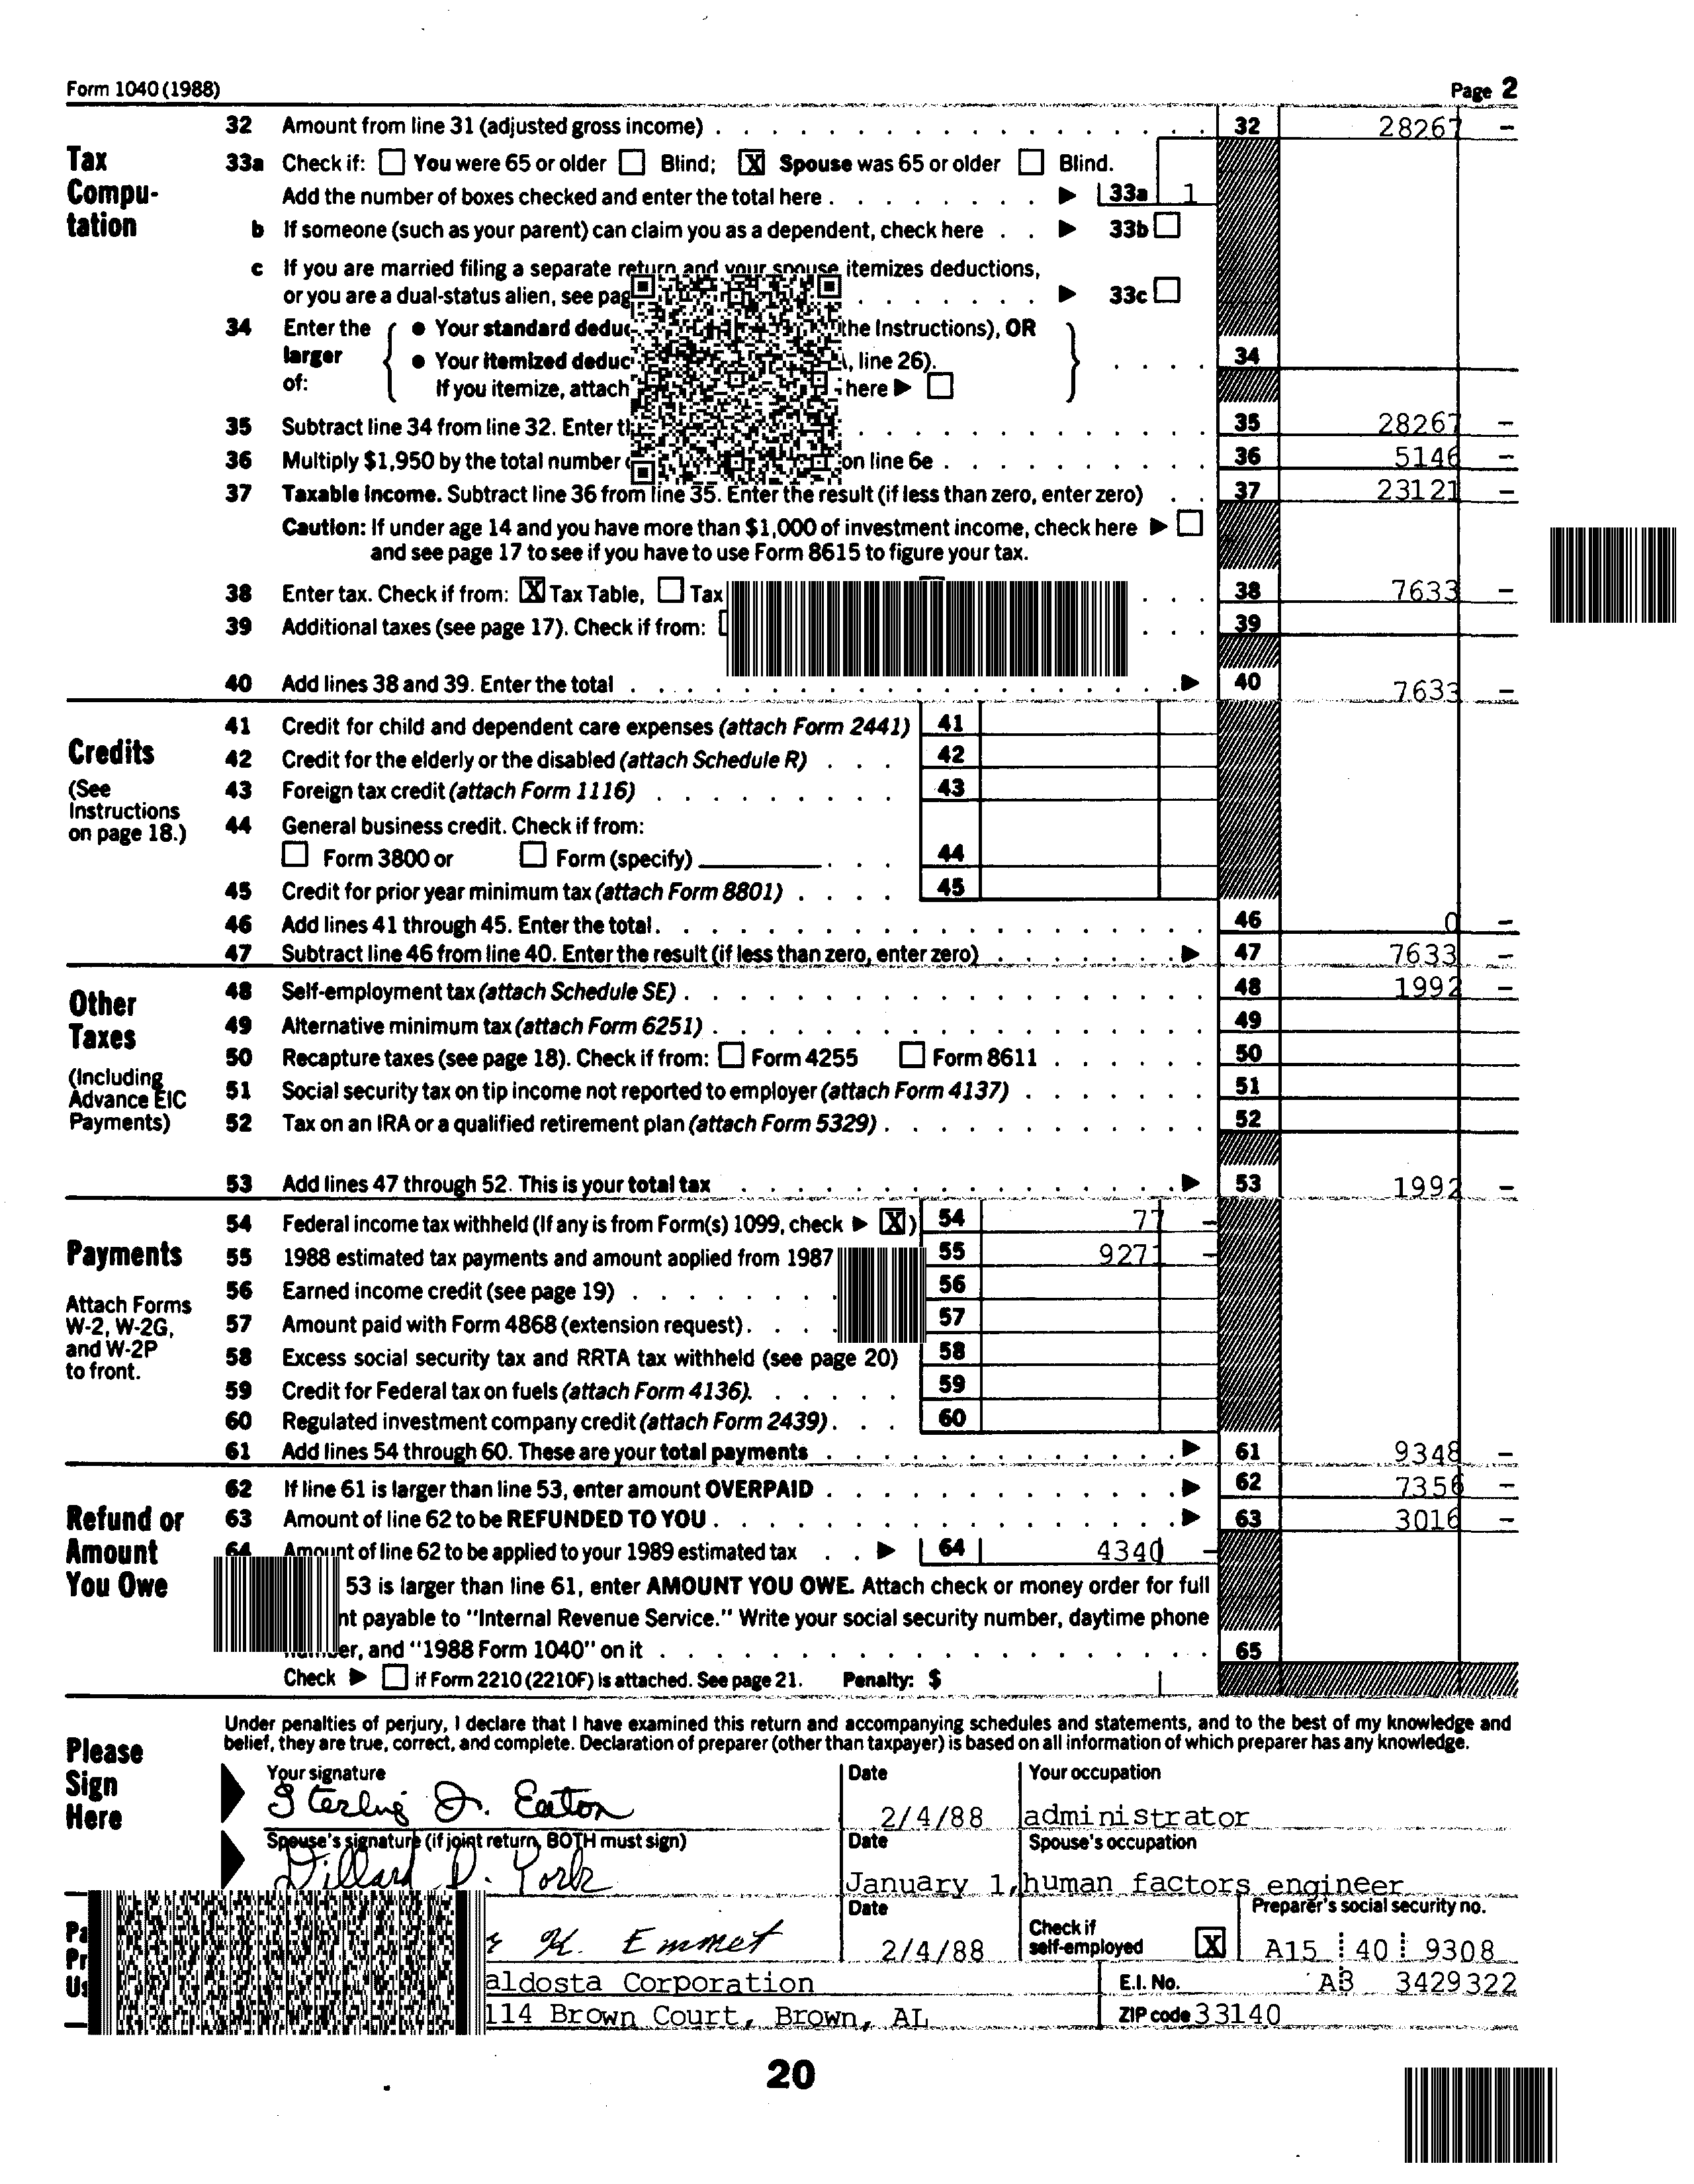 Form 1040 (1988)
Page 2
Tax Compu-tation
32 Amount from line 31 (adjusted gross income) 32 28267 –
33a Check if: You were 65 or older Blind; X Spouse was 65 or older Blind.
Add the number of boxes checked and enter the total here 33a 1
b If someone (such as your parent) can claim you as a dependent, check here 33b
c If you are married filing a separate return and your spouse itemizes deductions,
or you are a dual-status alien, see 33c
34 Enter the larger of:
● Your standard the Instructions), OR
● Your itemized line 26).
If you itemize, attach here 34
35 Subtract line 34 from line 32. Enter 35 28267 –
36 Multiply $1,950 by the total number on line 6e 36 5146 –
37 Taxable income. Subtract line 36 from line 35. Enter the result (if less than zero, enter zero) 37 23121 –
Caution: If under age 14 and you have more than $1,000 of investment income, check here
and see page 17 to see if you have to use Form 8615 to figure your tax.
38 Enter tax. Check if from: X Tax Table, Tax 38 7633 –
39 Additional taxes (see page 17). Check if from: 39
40 Add lines 38 and 39. Enter the total 40 7633 –
Credits
(See Instructions on page 18.)
41 Credit for child and dependent care expenses (attach Form 2441) 41
42 Credit for the elderly or the disabled (attach Schedule R) 42
43 Foreign tax credit (attach Form 1116) 43
44 General business credit. Check if from:
Form 3800 or Form (specify) 44
45 Credit for prior year minimum tax (attach Form 8801) 45
46 Add lines 41 through 45. Enter the total. 46 0 –
47 Subtract line 46 from line 40. Enter the result (if less than zero, enter zero) 47 7633 –
Other Taxes
(Including Advance EIC Payments)
48 Self-employment tax (attach Schedule SE) 48 1992 –
49 Alternative minimum tax (attach Form 6251) 49
50 Recapture taxes (see page 18). Check if from: Form 4255 Form 8611 50
51 Social security tax on tip income not reported to employer (attach Form 4137) 51
52 Tax on an IRA or a qualified retirement plan (attach Form 5329) 52
53 Add lines 47 through 52. This is your total tax 53 1992 –
Payments
Attach Forms W-2, W-2G, and W-2P to front.
54 Federal income tax withheld (If any is from Form(s) 1099, check X) 54 77 –
55 1988 estimated tax payments and amount applied from 1987 55 9271 –
56 Earned income credit (see page 19) 56
57 Amount paid with Form 4868 (extension request) 57
58 Excess social security tax and RRTA tax withheld (see page 20) 58
59 Credit for Federal tax on fuels (attach Form 4136). 59
60 Regulated investment company credit (attach Form 2439) 60
61 Add lines 54 through 60. These are your total payments 61 9348 –
Refund or Amount You Owe
62 If line 61 is larger than line 53, enter amount OVERPAID 62 7356 –
63 Amount of line 62 to be REFUNDED TO YOU 63 3016 –
64 Amount of line 62 to be applied to your 1989 estimated tax 64 4340 –
53 is larger than line 61, enter AMOUNT YOU OWE. Attach check or money order for full
payable to "Internal Revenue Service." Write your social security number, daytime phone
and "1988 Form 1040" on it 65
Check if Form 2210 (2210F) is attached. See page 21. Penalty: $
Please Sign Here
Under penalties of perjury, I declare that I have examined this return and accompanying schedules and statements, and to the best of my knowledge and
belief, they are true, correct, and complete. Declaration of preparer (other than taxpayer) is based on all information of which preparer has any knowledge.
Your signature Date Your occupation
Sterling J. Eaton 2/4/88 administrator
Spouse's signature (if joint return, BOTH must sign) Date Spouse's occupation
Dillard D. York January 1, human factors engineer
Date Check if self-employed X Preparer's social security no.
K. Emmet 2/4/88 A15 40 9308
aldosta Corporation E.I. No. A3 3429322
114 Brown Court, Brown, AL ZIP code 33140
20